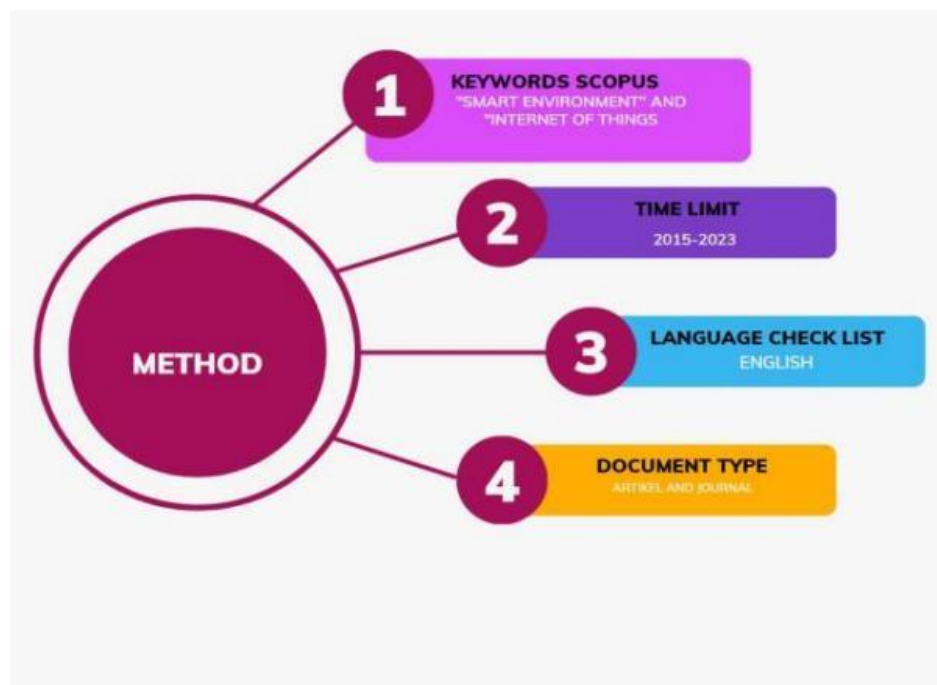 1
KEYWORDS SCOPUS
"SMART ENVIRONMENT" AND
"INTERNET OF THINGS
2
TIME LIMIT
2015-2023
METHOD
3
LANGUAGE CHECK LIST
ENGLISH
4
DOCUMENT TYPE
ARTIKEL AND JOURNAL